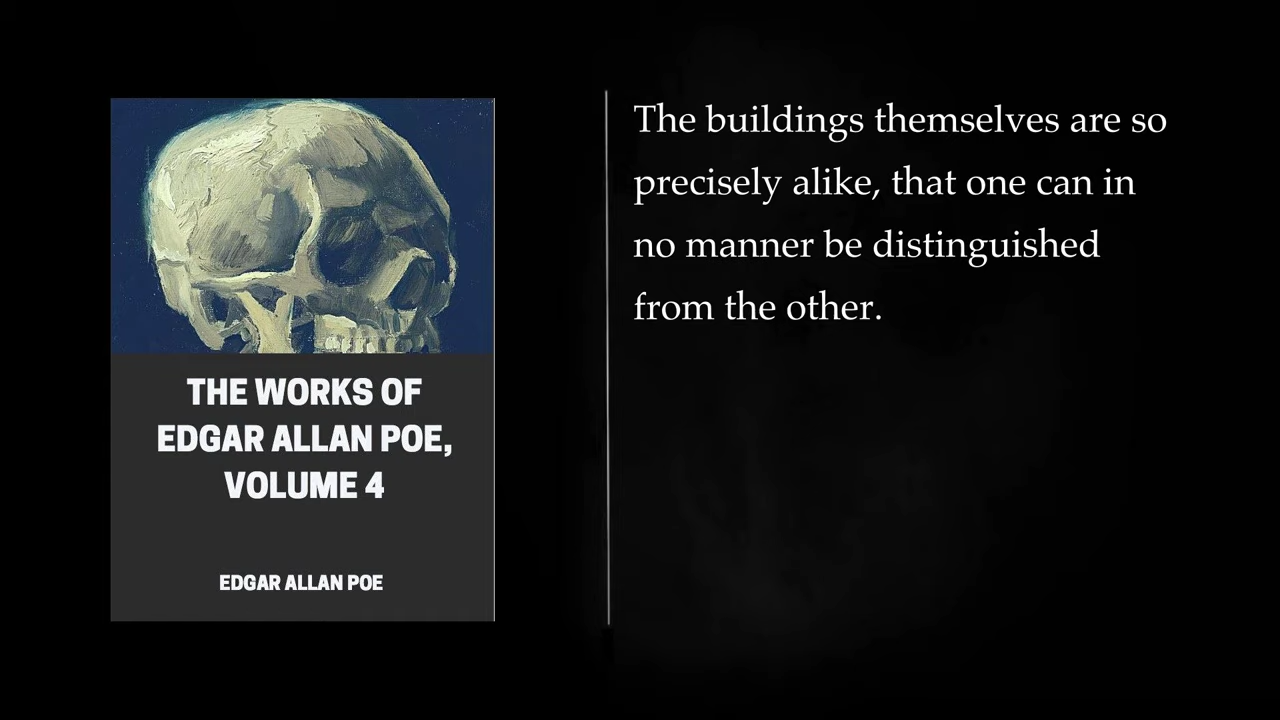 THE WORKS OF
EDGAR ALLAN POE,
VOLUME 4
EDGAR ALLAN POE
The buildings themselves are so
precisely alike, that one can in
no manner be distinguished
from the other.